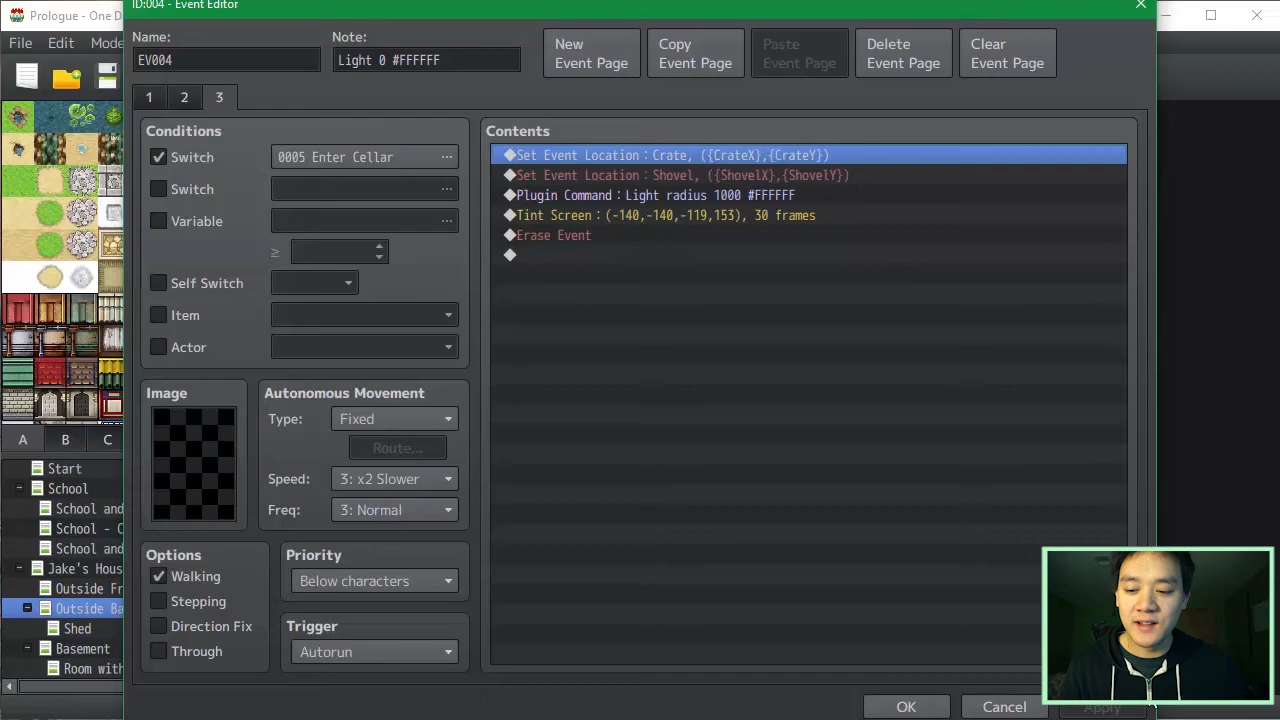 Prologue - One D
ID:004 - Event Editor
File Edit Mode
Name:
EV004
Note:
Light 0 #FFFFFF
New Event Page
Copy Event Page
Paste Event Page
Delete Event Page
Clear Event Page
1 2 3
Conditions
Switch 0005 Enter Cellar ...
Switch ...
Variable ...
≥
Self Switch
Item
Actor
Image
Autonomous Movement
Type: Fixed
Route...
Speed: 3: x2 Slower
Freq: 3: Normal
Options
Walking
Stepping
Direction Fix
Through
Priority
Below characters
Trigger
Autorun
Contents
◆Set Event Location：Crate, ({CrateX},{CrateY})
◆Set Event Location：Shovel, ({ShovelX},{ShovelY})
◆Plugin Command：Light radius 1000 #FFFFFF
◆Tint Screen：(-140,-140,-119,153), 30 frames
◆Erase Event
◆
A B C
Start
School
School and
School - C
School and
Jake's Hous
Outside Fr
Outside Ba
Shed
Basement
Room with
OK Cancel Apply